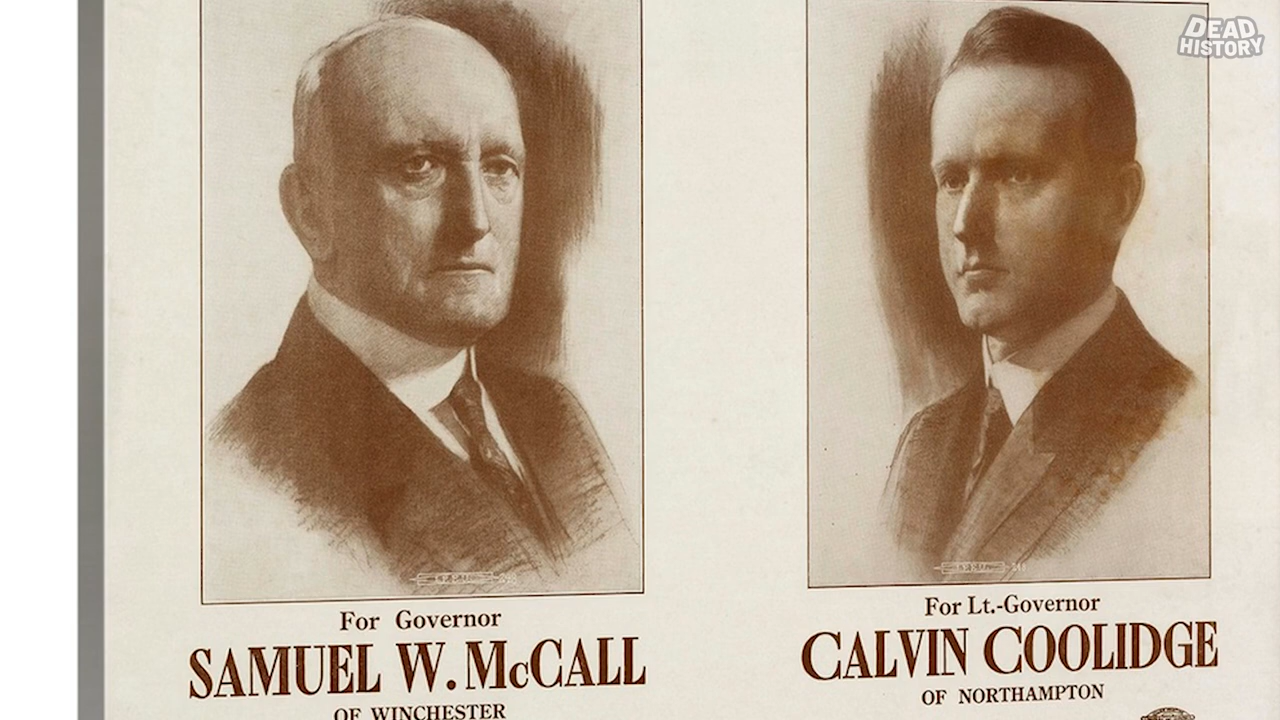 DEAD
HISTORY
For Governor
SAMUEL W. McCALL
OF WINCHESTER
For Lt.-Governor
CALVIN COOLIDGE
OF NORTHAMPTON